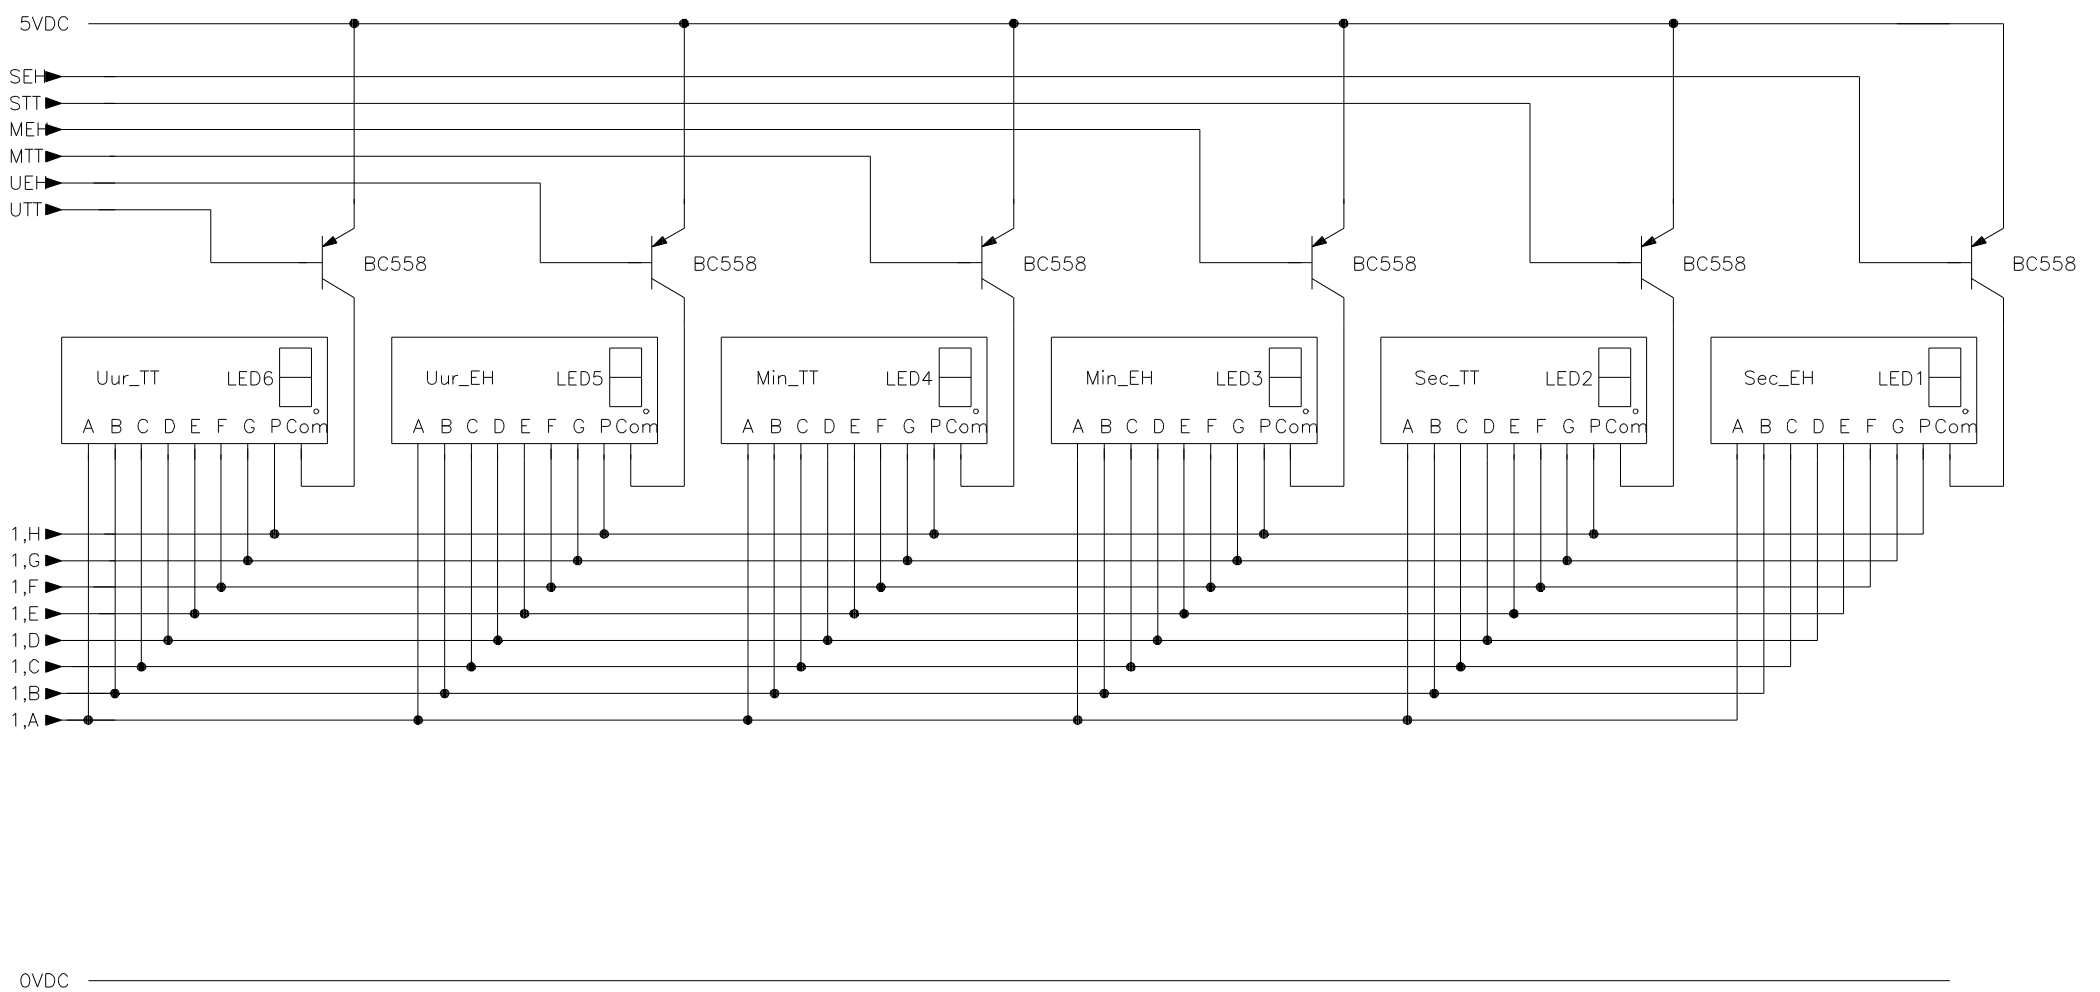 5VDC
SEH
STT
MEH
MTT
UEH
UTT
BC558 BC558 BC558 BC558 BC558 BC558
Uur_TT LED6 Uur_EH LED5 Min_TT LED4 Min_EH LED3 Sec_TT LED2 Sec_EH LED1
A B C D E F G P Com A B C D E F G P Com A B C D E F G P Com A B C D E F G P Com A B C D E F G P Com A B C D E F G P Com
1,H
1,G
1,F
1,E
1,D
1,C
1,B
1,A
0VDC